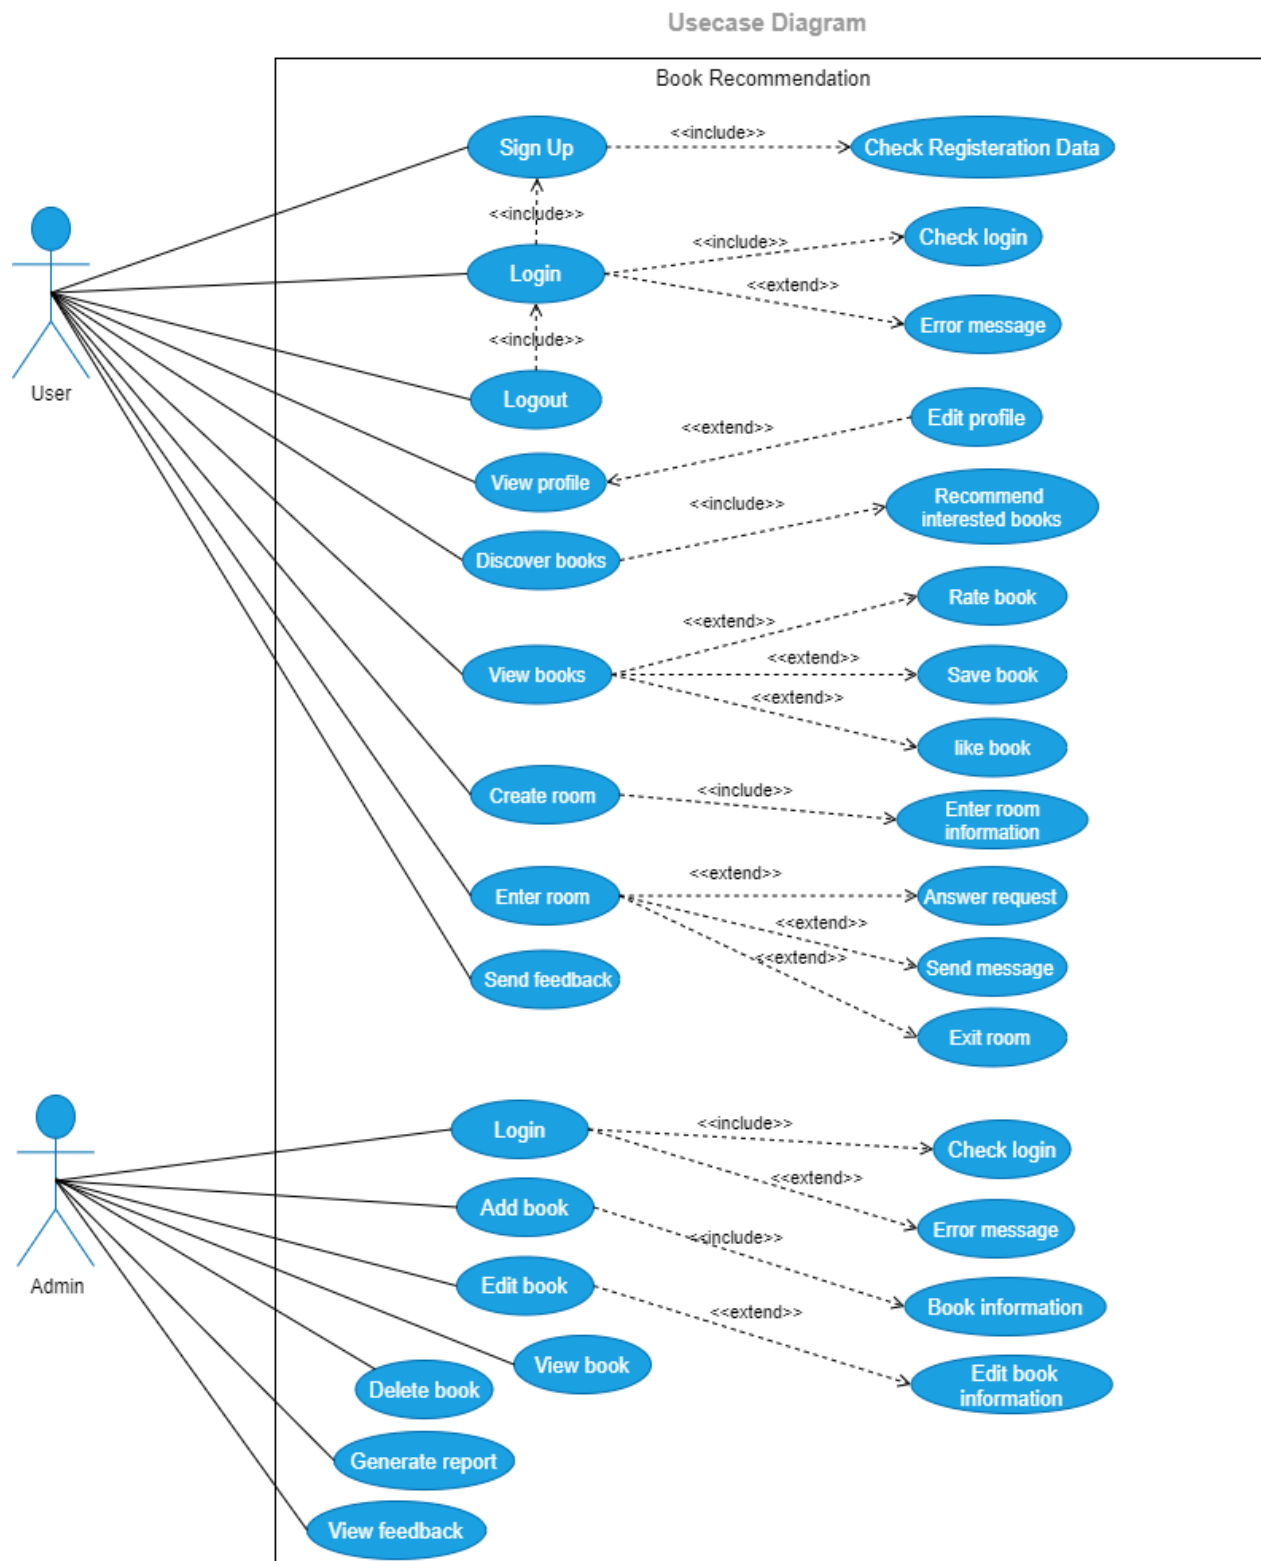 Usecase Diagram
Book Recommendation
Sign Up
<<include>>
Check Registeration Data
<<include>>
Login
<<include>>
Check login
<<extend>>
Error message
<<include>>
User
Logout
<<extend>>
Edit profile
View profile
<<include>>
Recommend
interested books
Discover books
<<extend>>
Rate book
View books
<<extend>>
Save book
<<extend>>
like book
Create room
<<include>>
Enter room
information
Enter room
<<extend>>
Answer request
<<extend>>
Send message
<<extend>>
Exit room
Send feedback
Login
<<include>>
Check login
<<extend>>
Error message
Add book
<<include>>
Book information
Admin
Edit book
<<extend>>
Edit book
information
View book
Delete book
Generate report
View feedback